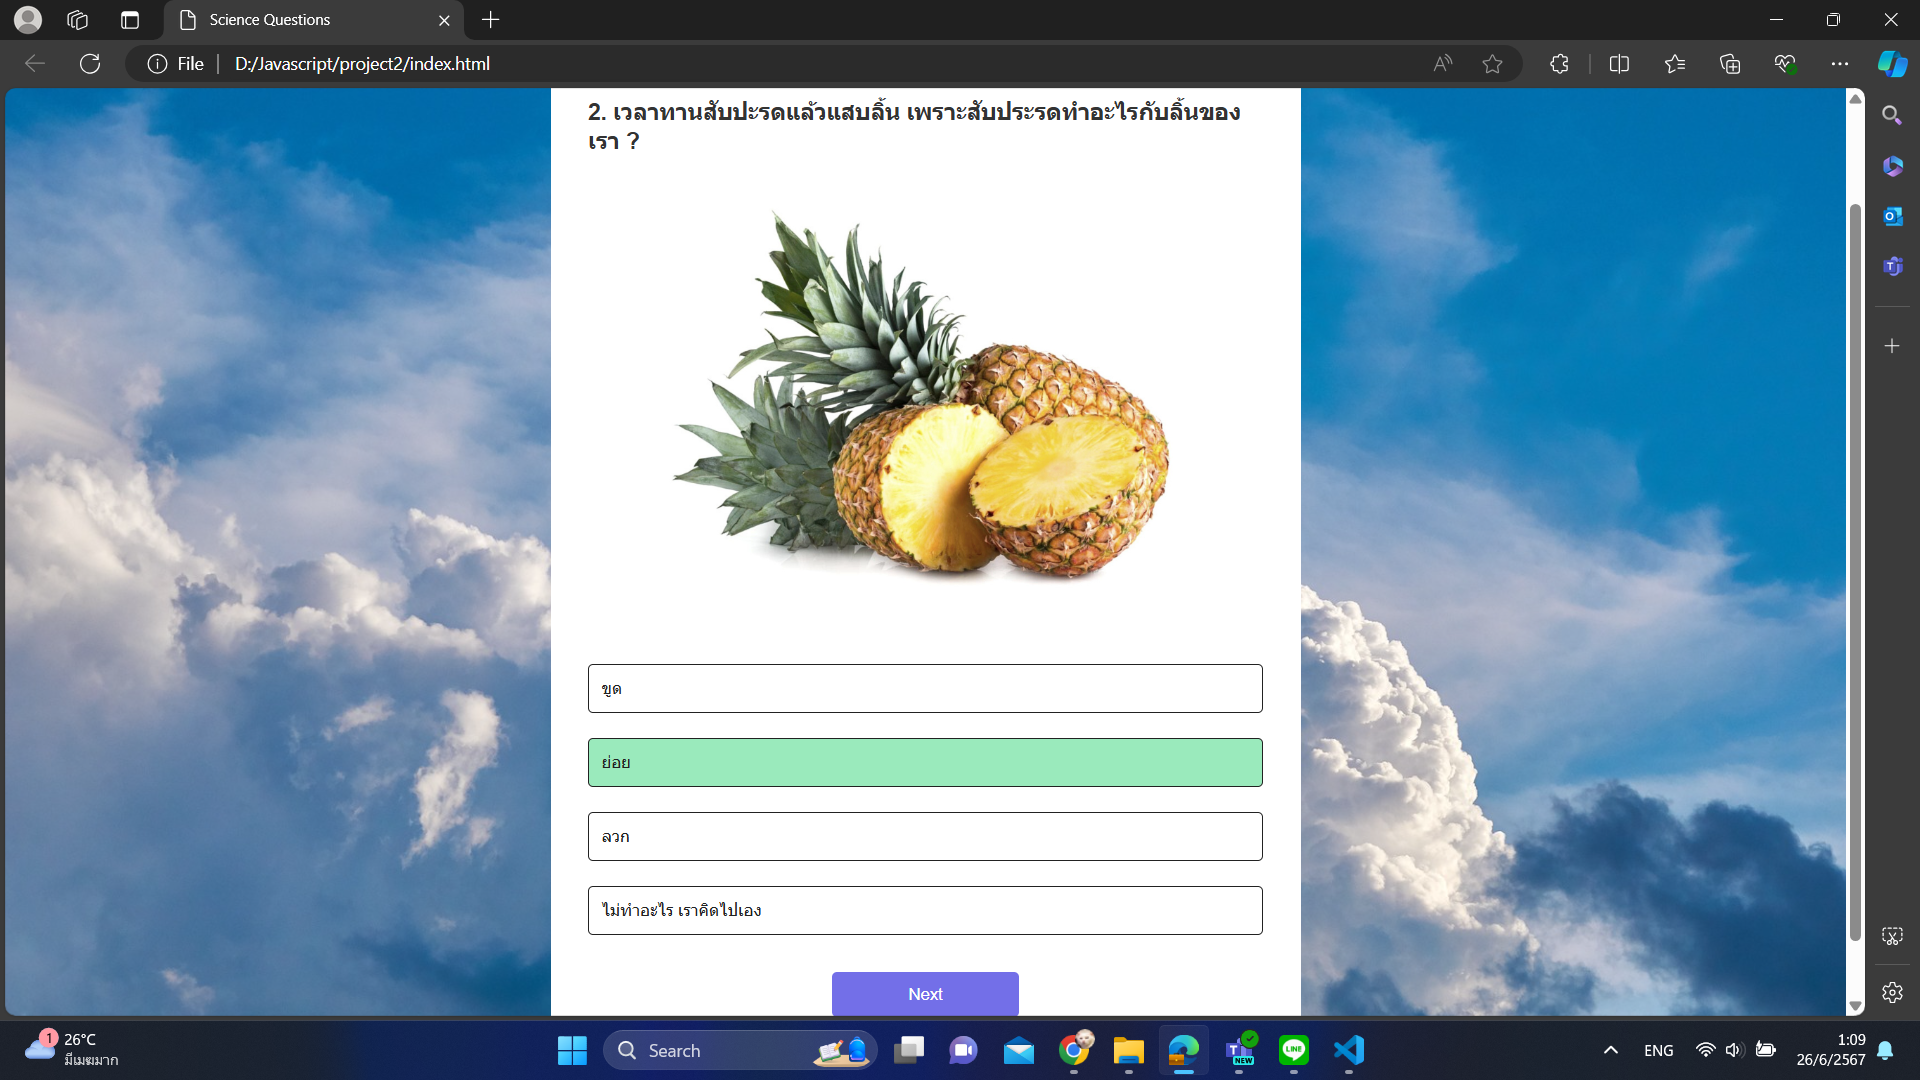 Science Questions
File
D:/Javascript/project2/index.html
2. เวลาทานสับปะรดแล้วแสบลิ้น เพราะสับประรดทำอะไรกับลิ้นของ
เรา ?
ขูด
ย่อย
ลวก
ไม่ทำอะไร เราคิดไปเอง
Next
1
26°C
มีเมฆมาก
Search
NEW
LINE
ENG
1:09
26/6/2567